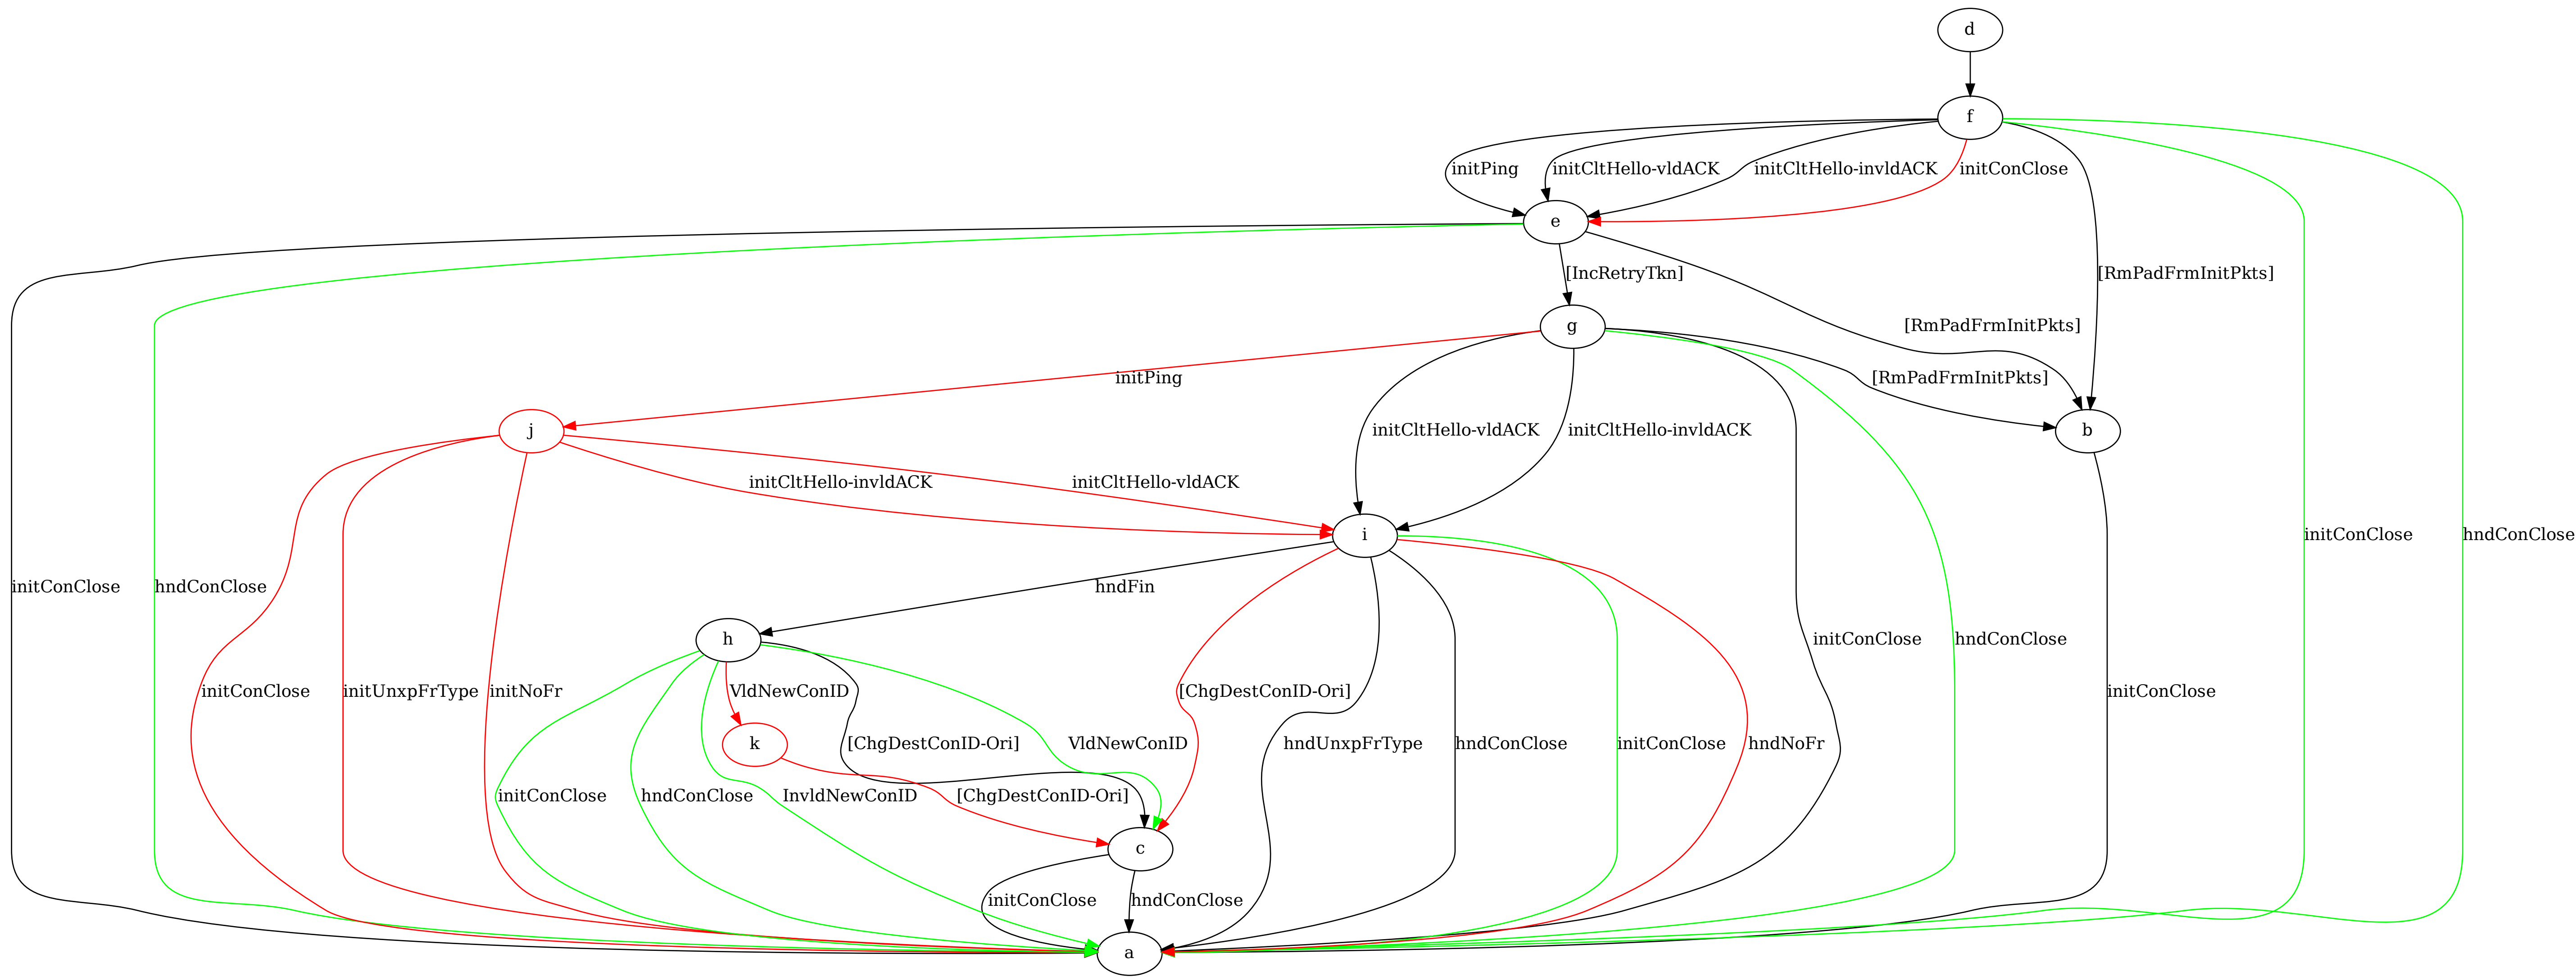 d
f
initPing
initCltHello-vldACK
initCltHello-invldACK
initConClose
e
[IncRetryTkn]
[RmPadFrmInitPkts]
g
[RmPadFrmInitPkts]
initPing
[RmPadFrmInitPkts]
j
initCltHello-vldACK
initCltHello-invldACK
b
initCltHello-invldACK
initCltHello-vldACK
i
initConClose
hndConClose
initConClose
hndConClose
hndFin
h
initConClose
hndConClose
initConClose
initUnxpFrType
initNoFr
VldNewConID
[ChgDestConID-Ori]
initConClose
k
[ChgDestConID-Ori]
VldNewConID
hndUnxpFrType
hndConClose
initConClose
hndNoFr
initConClose
hndConClose
InvldNewConID
[ChgDestConID-Ori]
c
initConClose
hndConClose
a